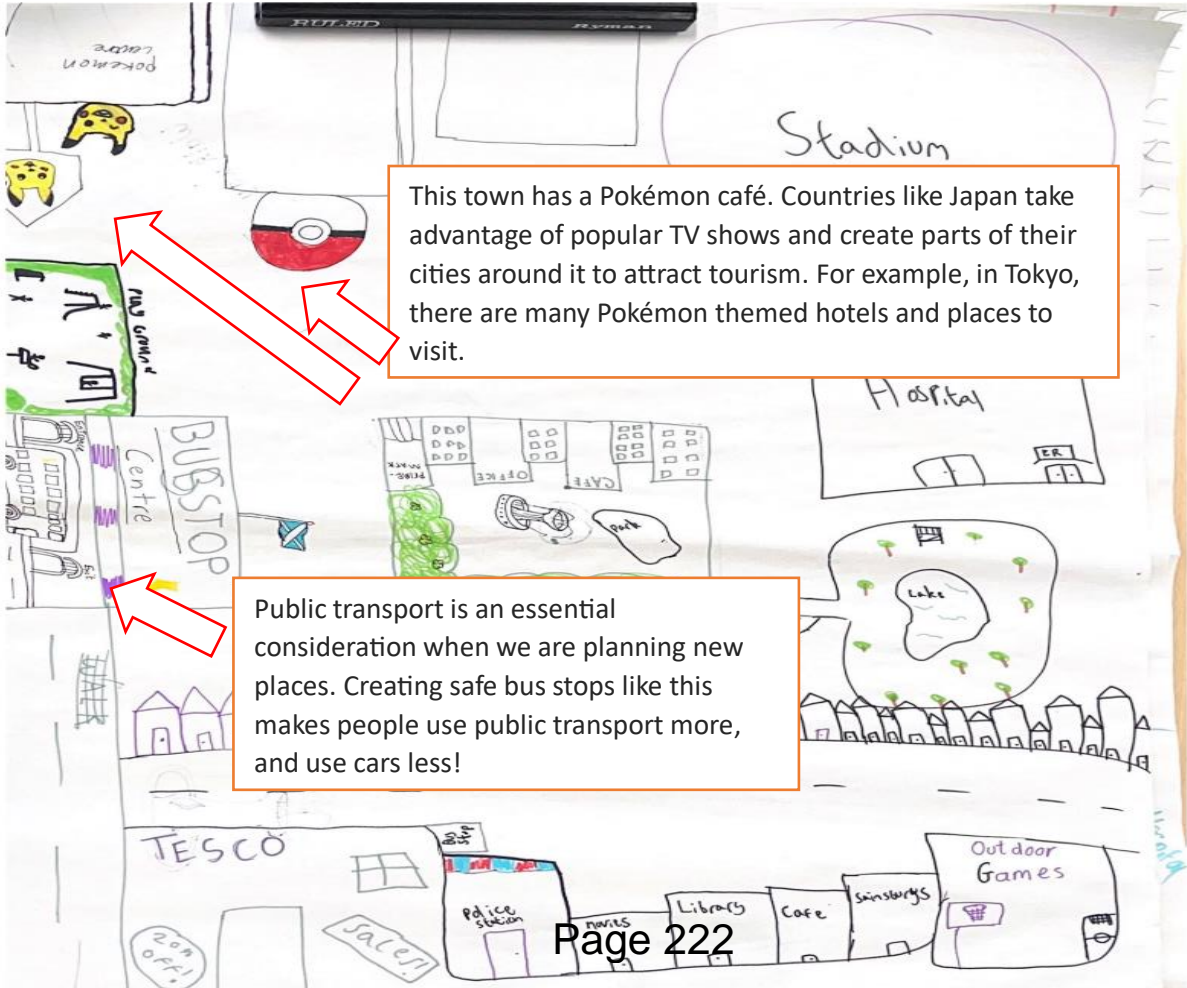 RULED
Ryman
pokemon
centre
Stadium
This town has a Pokémon café. Countries like Japan take
advantage of popular TV shows and create parts of their
cities around it to attract tourism. For example, in Tokyo,
there are many Pokémon themed hotels and places to
visit.
Play Ground
Hospital
ER
BUSSTOP
Centre
OFFICE
CAFE
park
Lake
Public transport is an essential
consideration when we are planning new
places. Creating safe bus stops like this
makes people use public transport more,
and use cars less!
TESCO
Bus
Stop
Outdoor
Games
Police
station
movies
Library
Cafe
Sainsburys
20%
off!
Sales!
Page 222